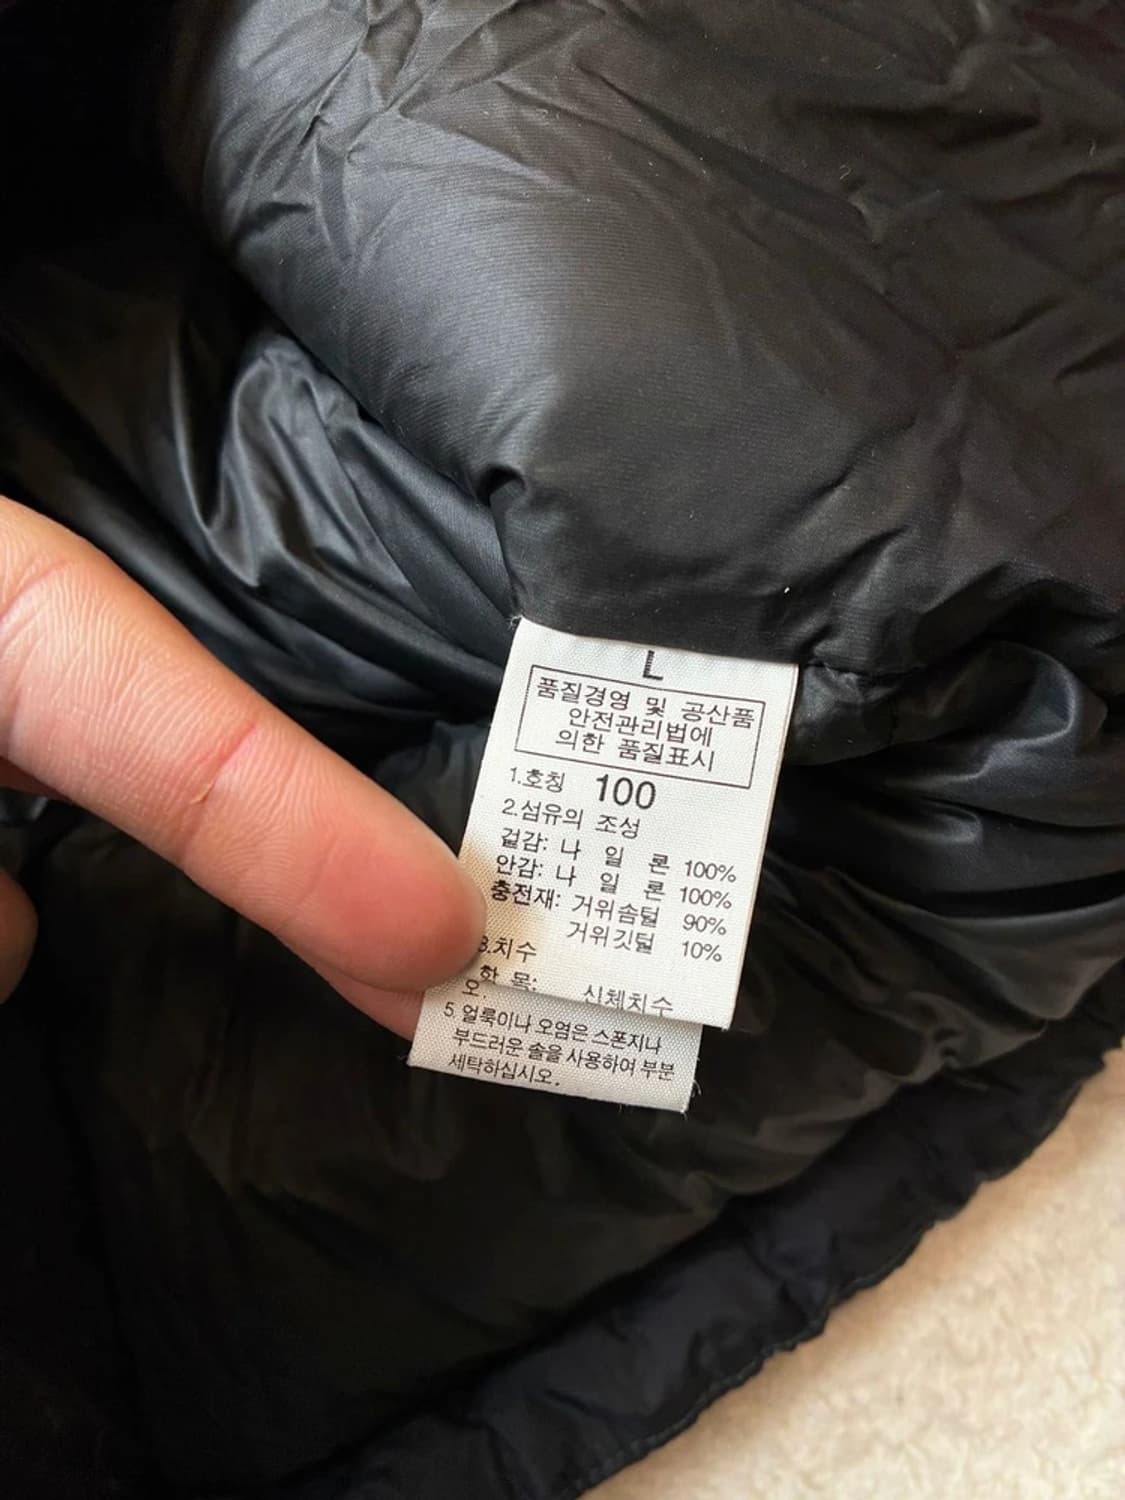 L
품질경영 및 공산품
안전관리법에
의한 품질표시
1.호칭 100
2.섬유의 조성
겉감: 나 일 론 100%
안감: 나 일 론 100%
충전재: 거위솜털 90%
거위깃털 10%
3.치수
항 목: 신체치수
오.
5. 얼룩이나 오염은 스폰지나
부드러운 솔을 사용하여 부분
세탁하십시오.